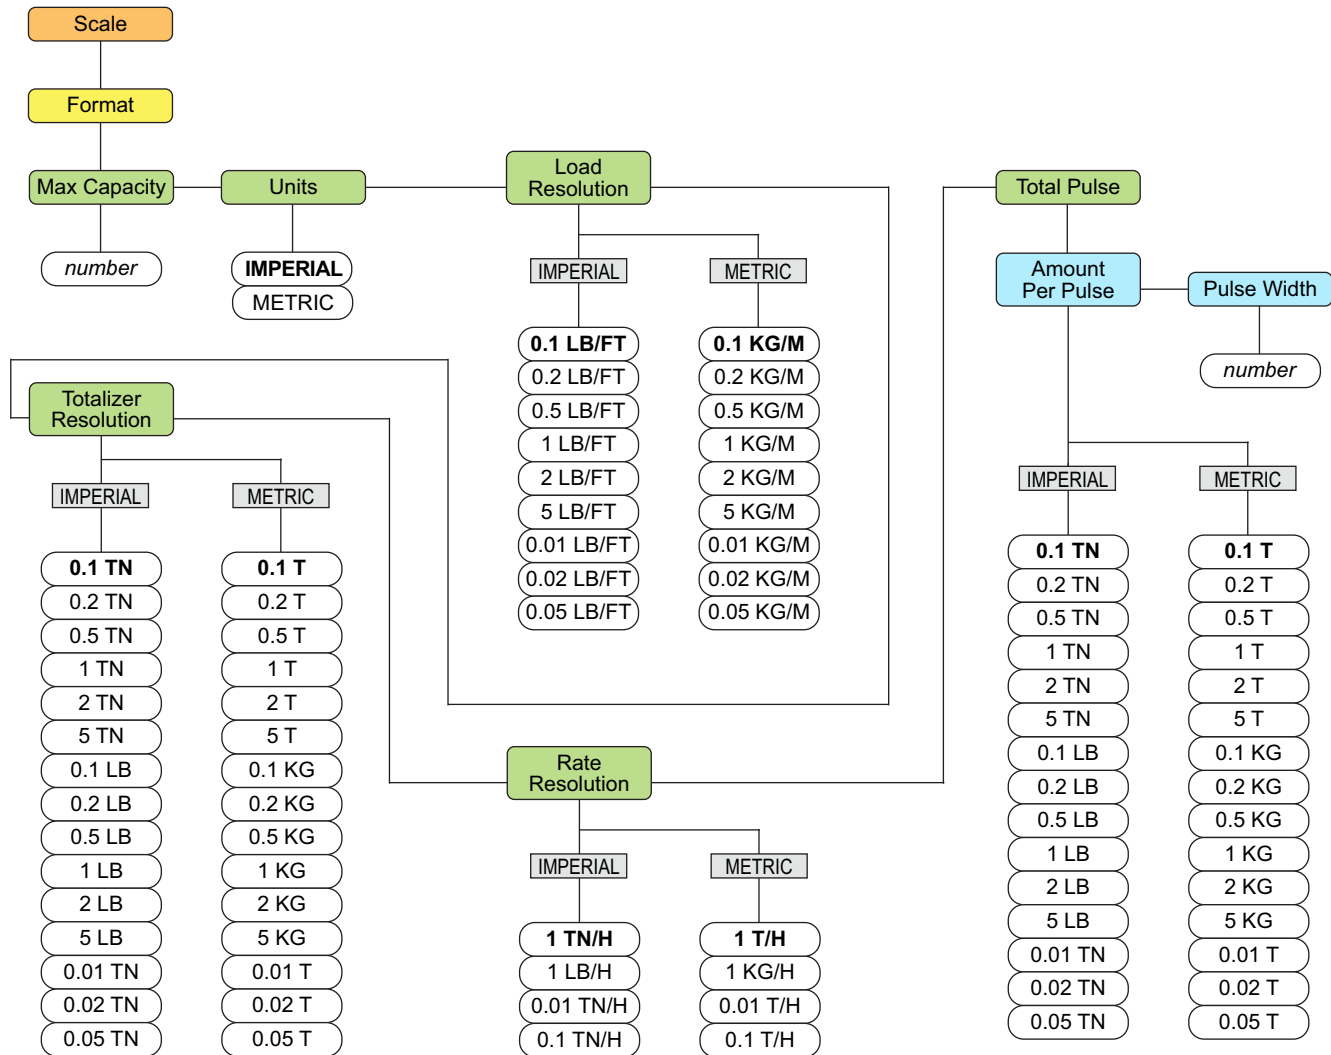 Scale
Format
Max Capacity
number
Units
IMPERIAL
METRIC
Load
Resolution
IMPERIAL
0.1 LB/FT
0.2 LB/FT
0.5 LB/FT
1 LB/FT
2 LB/FT
5 LB/FT
0.01 LB/FT
0.02 LB/FT
0.05 LB/FT
METRIC
0.1 KG/M
0.2 KG/M
0.5 KG/M
1 KG/M
2 KG/M
5 KG/M
0.01 KG/M
0.02 KG/M
0.05 KG/M
Totalizer
Resolution
IMPERIAL
0.1 TN
0.2 TN
0.5 TN
1 TN
2 TN
5 TN
0.1 LB
0.2 LB
0.5 LB
1 LB
2 LB
5 LB
0.01 TN
0.02 TN
0.05 TN
METRIC
0.1 T
0.2 T
0.5 T
1 T
2 T
5 T
0.1 KG
0.2 KG
0.5 KG
1 KG
2 KG
5 KG
0.01 T
0.02 T
0.05 T
Rate
Resolution
IMPERIAL
1 TN/H
1 LB/H
0.01 TN/H
0.1 TN/H
METRIC
1 T/H
1 KG/H
0.01 T/H
0.1 T/H
Total Pulse
Amount
Per Pulse
IMPERIAL
0.1 TN
0.2 TN
0.5 TN
1 TN
2 TN
5 TN
0.1 LB
0.2 LB
0.5 LB
1 LB
2 LB
5 LB
0.01 TN
0.02 TN
0.05 TN
METRIC
0.1 T
0.2 T
0.5 T
1 T
2 T
5 T
0.1 KG
0.2 KG
0.5 KG
1 KG
2 KG
5 KG
0.01 T
0.02 T
0.05 T
Pulse Width
number